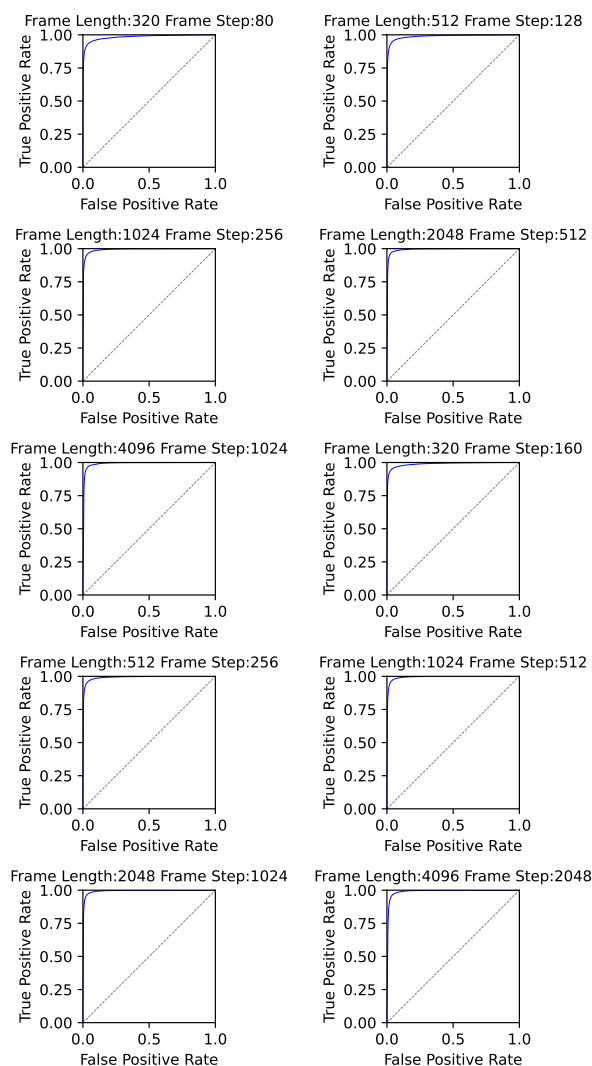 Frame Length:320 Frame Step:80
True Positive Rate
1.00
0.75
0.50
0.25
0.00
0.0 0.5 1.0
False Positive Rate
Frame Length:512 Frame Step:128
True Positive Rate
1.00
0.75
0.50
0.25
0.00
0.0 0.5 1.0
False Positive Rate
Frame Length:1024 Frame Step:256
True Positive Rate
1.00
0.75
0.50
0.25
0.00
0.0 0.5 1.0
False Positive Rate
Frame Length:2048 Frame Step:512
True Positive Rate
1.00
0.75
0.50
0.25
0.00
0.0 0.5 1.0
False Positive Rate
Frame Length:4096 Frame Step:1024
True Positive Rate
1.00
0.75
0.50
0.25
0.00
0.0 0.5 1.0
False Positive Rate
Frame Length:320 Frame Step:160
True Positive Rate
1.00
0.75
0.50
0.25
0.00
0.0 0.5 1.0
False Positive Rate
Frame Length:512 Frame Step:256
True Positive Rate
1.00
0.75
0.50
0.25
0.00
0.0 0.5 1.0
False Positive Rate
Frame Length:1024 Frame Step:512
True Positive Rate
1.00
0.75
0.50
0.25
0.00
0.0 0.5 1.0
False Positive Rate
Frame Length:2048 Frame Step:1024
True Positive Rate
1.00
0.75
0.50
0.25
0.00
0.0 0.5 1.0
False Positive Rate
Frame Length:4096 Frame Step:2048
True Positive Rate
1.00
0.75
0.50
0.25
0.00
0.0 0.5 1.0
False Positive Rate